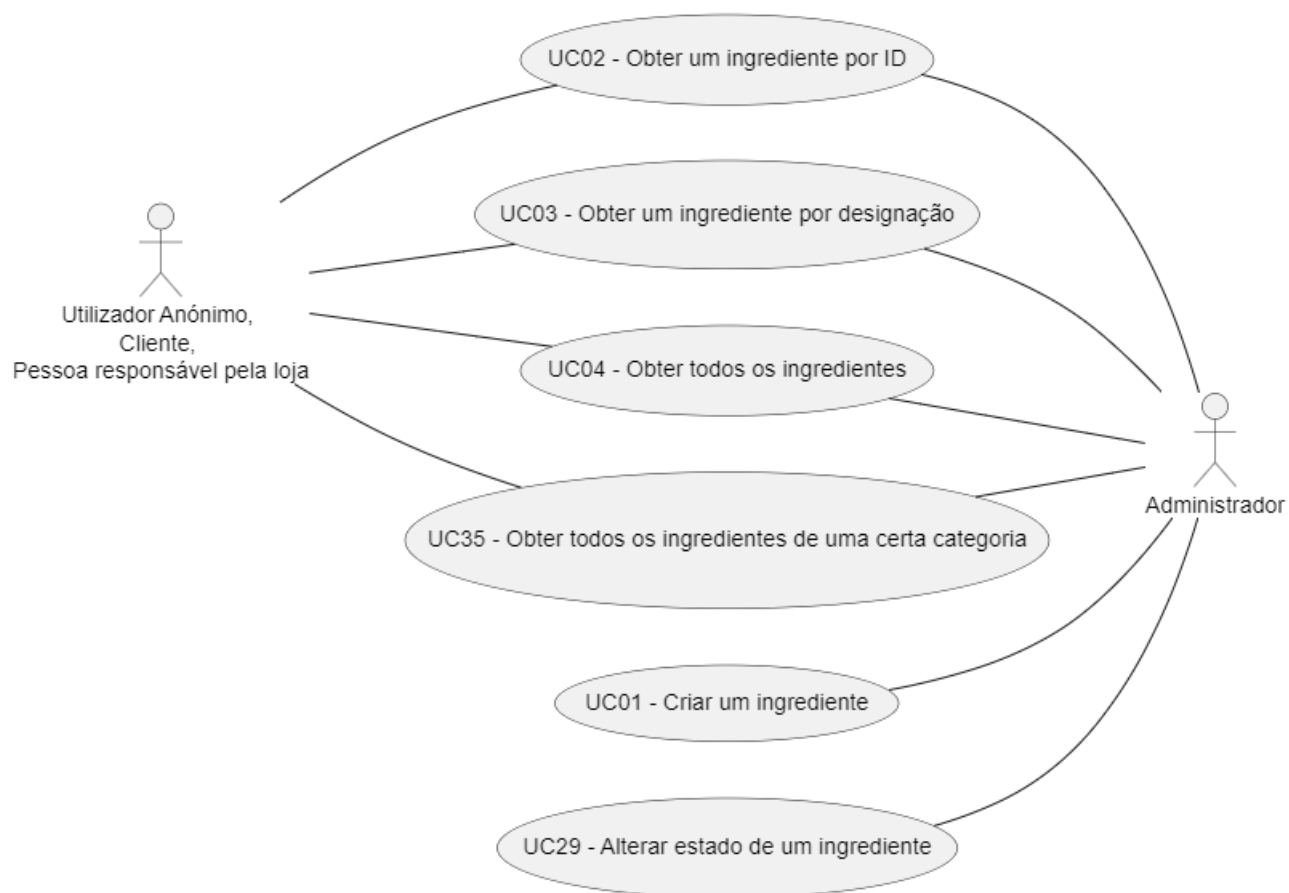 UC02 - Obter um ingrediente por ID
UC03 - Obter um ingrediente por designação
Utilizador Anónimo,
Cliente,
Pessoa responsável pela loja
UC04 - Obter todos os ingredientes
Administrador
UC35 - Obter todos os ingredientes de uma certa categoria
UC01 - Criar um ingrediente
UC29 - Alterar estado de um ingrediente